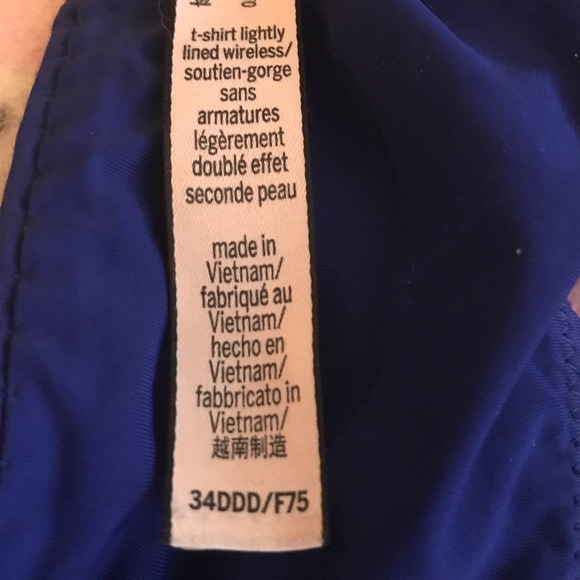 t-shirt lightly
lined wireless/
soutien-gorge
sans
armatures
légèrement
doublé effet
seconde peau
made in
Vietnam/
fabriqué au
Vietnam/
hecho en
Vietnam/
fabbricato in
Vietnam/
越南制造
34DDD/F75